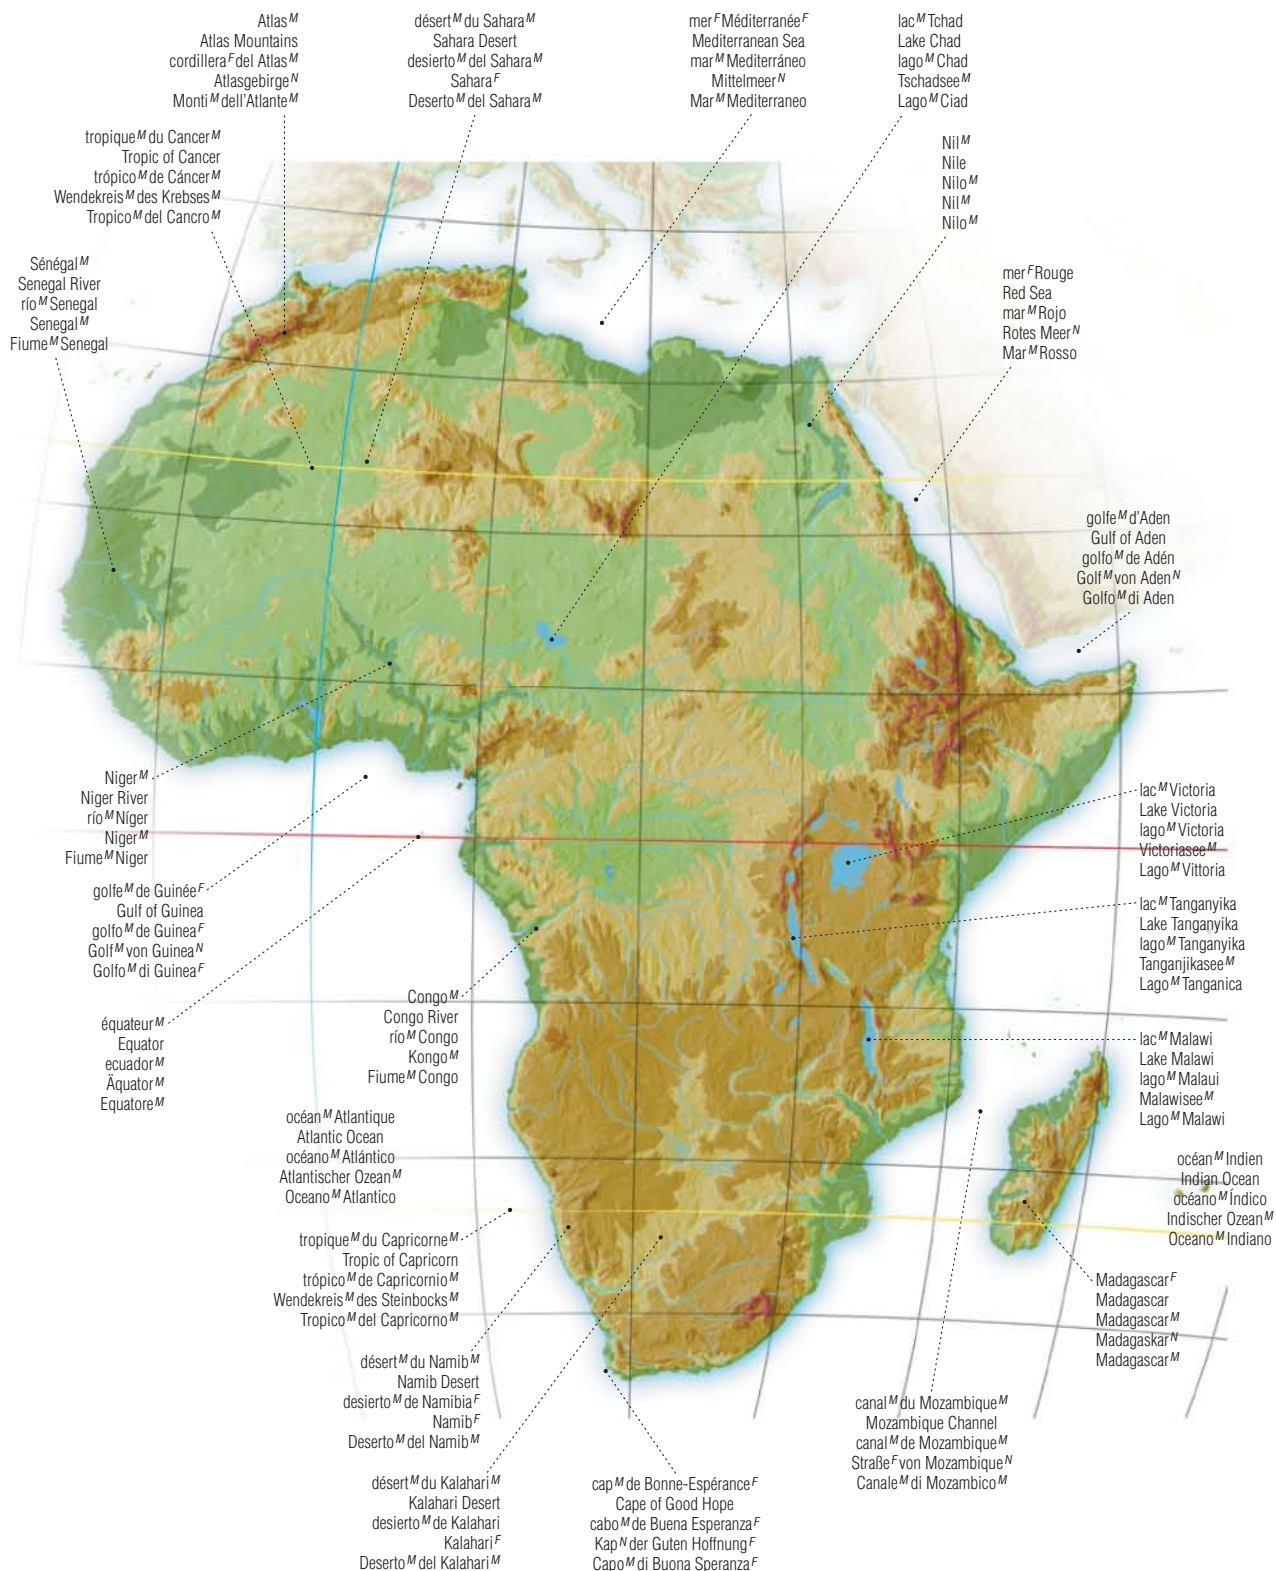 Atlas M
Atlas Mountains
cordillera F del Atlas M
Atlasgebirge N
Monti M dell'Atlante M
désert M du Sahara M
Sahara Desert
desierto M del Sahara M
Sahara F
Deserto M del Sahara M
mer F Méditerranée F
Mediterranean Sea
mar M Mediterráneo
Mittelmeer N
Mar M Mediterraneo
lac M Tchad
Lake Chad
lago M Chad
Tschadsee M
Lago M Ciad
tropique M du Cancer M
Tropic of Cancer
trópico M de Cáncer M
Wendekreis M des Krebses M
Tropico M del Cancro M
Nil M
Nile
Nilo M
Nil M
Nilo M
Sénégal M
Senegal River
río M Senegal
Senegal M
Fiume M Senegal
mer F Rouge
Red Sea
mar M Rojo
Rotes Meer N
Mar M Rosso
golfe M d'Aden
Gulf of Aden
golfo M de Adén
Golf M von Aden N
Golfo M di Aden
Niger M
Niger River
río M Níger
Niger M
Fiume M Niger
lac M Victoria
Lake Victoria
lago M Victoria
Victoriasee M
Lago M Vittoria
golfe M de Guinée F
Gulf of Guinea
golfo M de Guinea F
Golf M von Guinea N
Golfo M di Guinea F
lac M Tanganyika
Lake Tanganyika
lago M Tanganyika
Tanganjikasee M
Lago M Tanganica
équateur M
Equator
ecuador M
Äquator M
Equatore M
Congo M
Congo River
río M Congo
Kongo M
Fiume M Congo
lac M Malawi
Lake Malawi
lago M Malaui
Malawisee M
Lago M Malawi
océan M Atlantique
Atlantic Ocean
océano M Atlántico
Atlantischer Ozean M
Oceano M Atlantico
océan M Indien
Indian Ocean
océano M Índico
Indischer Ozean M
Oceano M Indiano
tropique M du Capricorne M
Tropic of Capricorn
trópico M de Capricornio M
Wendekreis M des Steinbocks M
Tropico M del Capricorno M
Madagascar F
Madagascar
Madagascar M
Madagaskar N
Madagascar M
désert M du Namib M
Namib Desert
desierto M de Namibia F
Namib F
Deserto M del Namib M
canal M du Mozambique M
Mozambique Channel
canal M de Mozambique M
Straße F von Mozambique N
Canale M di Mozambico M
désert M du Kalahari M
Kalahari Desert
desierto M de Kalahari
Kalahari F
Deserto M del Kalahari M
cap M de Bonne-Espérance F
Cape of Good Hope
cabo M de Buena Esperanza F
Kap N der Guten Hoffnung F
Capo M di Buona Speranza F